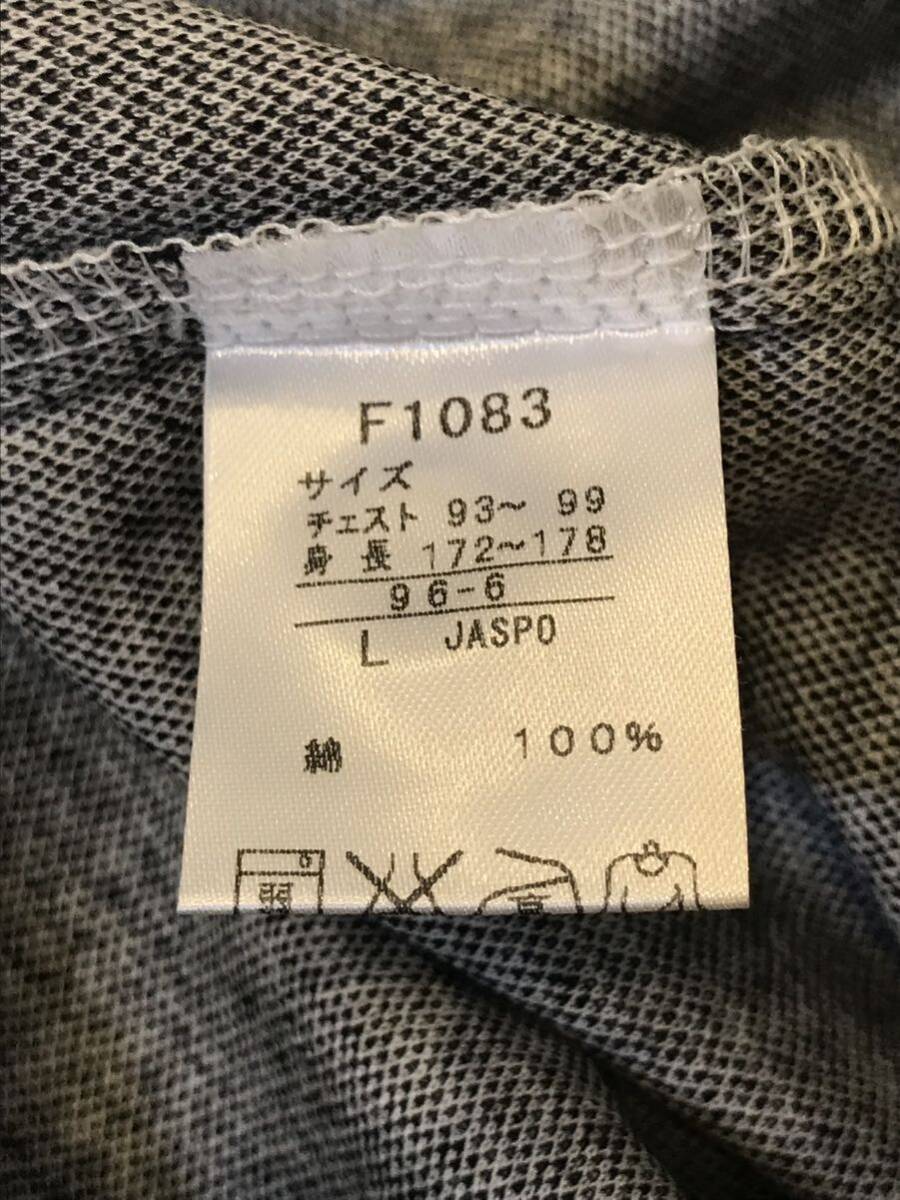 F1083
サイズ
チェスト 93～ 99
身 長 172～178
96-6
L JASPO
綿 100%
弱